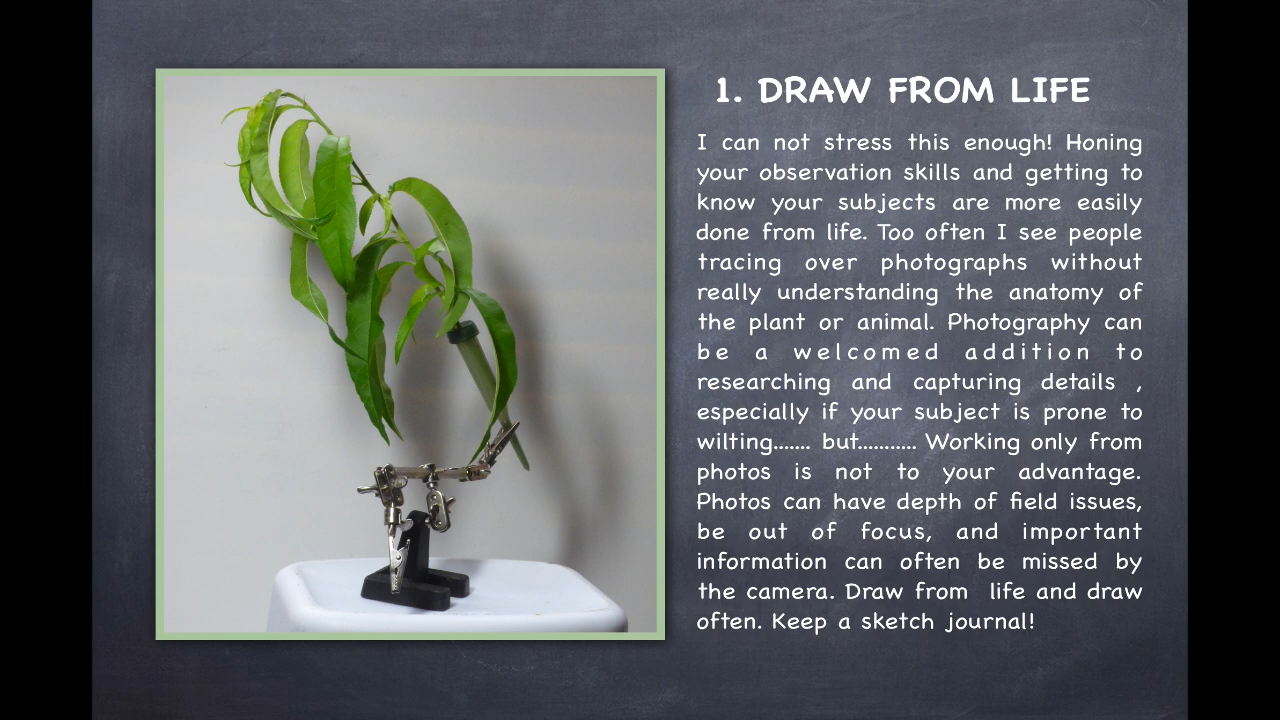 1. DRAW FROM LIFE
I can not stress this enough! Honing
your observation skills and getting to
know your subjects are more easily
done from life. Too often I see people
tracing over photographs without
really understanding the anatomy of
the plant or animal. Photography can
be a welcomed addition to
researching and capturing details ,
especially if your subject is prone to
wilting....... but........... Working only from
photos is not to your advantage.
Photos can have depth of field issues,
be out of focus, and important
information can often be missed by
the camera. Draw from  life and draw
often. Keep a sketch journal!